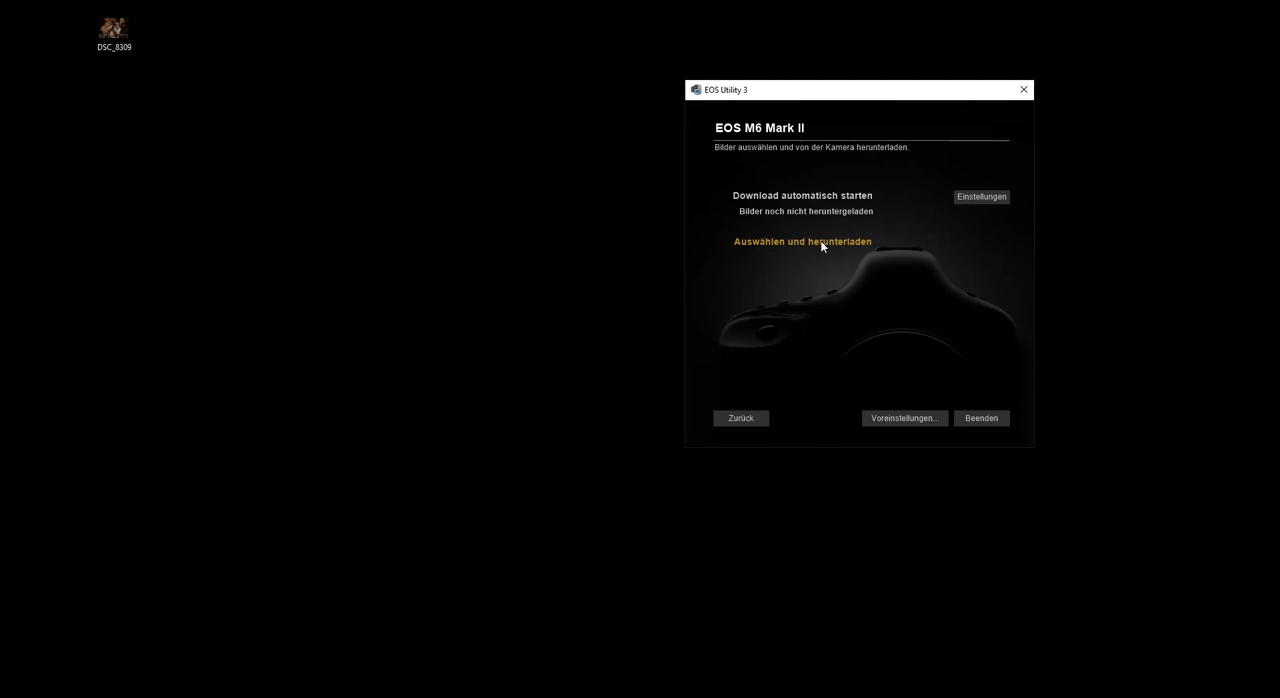 DSC_8309
EOS Utility 3
EOS M6 Mark II
Bilder auswählen und von der Kamera herunterladen.
Download automatisch starten
Einstellungen
Bilder noch nicht heruntergeladen
Auswählen und herunterladen
Zurück
Voreinstellungen...
Beenden